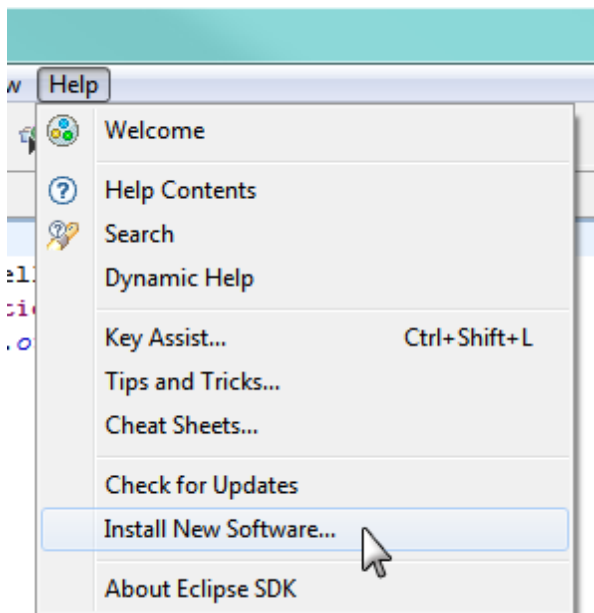 w Help
Welcome
Help Contents
Search
Dynamic Help
Key Assist... Ctrl+Shift+L
Tips and Tricks...
Cheat Sheets...
Check for Updates
Install New Software...
About Eclipse SDK